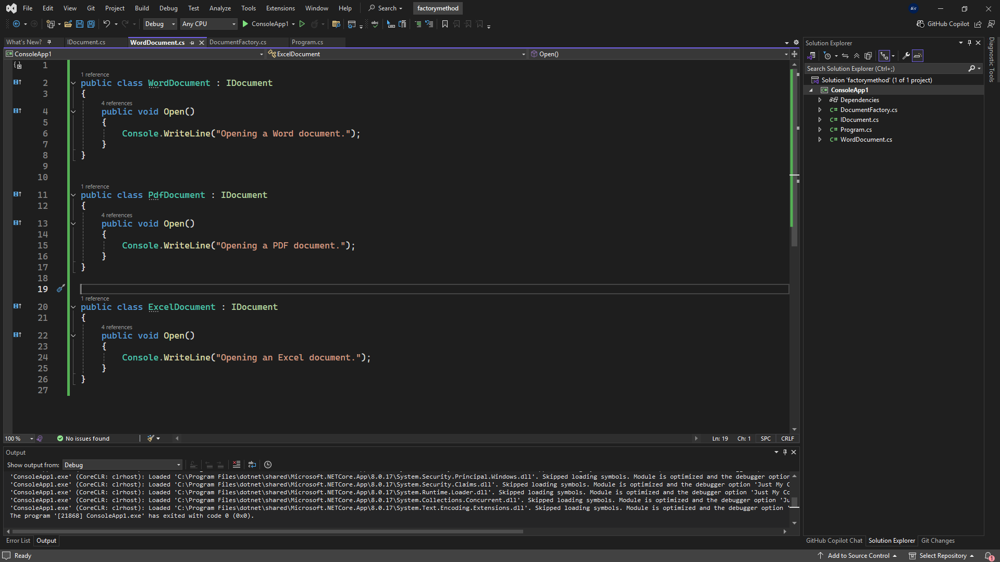 File Edit View Git Project Build Debug Test Analyze Tools Extensions Window Help Search factorymethod AV
Debug Any CPU ConsoleApp1 GitHub Copilot
What's New? IDocument.cs WordDocument.cs DocumentFactory.cs Program.cs
ConsoleApp1 ExcelDocument Open()
1
1 reference
2 public class WordDocument : IDocument
3 {
4 references
4 public void Open()
5 {
6 Console.WriteLine("Opening a Word document.");
7 }
8 }
9
10
1 reference
11 public class PdfDocument : IDocument
12 {
4 references
13 public void Open()
14 {
15 Console.WriteLine("Opening a PDF document.");
16 }
17 }
18
19
1 reference
20 public class ExcelDocument : IDocument
21 {
4 references
22 public void Open()
23 {
24 Console.WriteLine("Opening an Excel document.");
25 }
26 }
27
100 % No issues found Ln: 19 Ch: 1 SPC CRLF
Output
Show output from: Debug
'ConsoleApp1.exe' (CoreCLR: clrhost): Loaded 'C:\Program Files\dotnet\shared\Microsoft.NETCore.App\8.0.17\System.Security.Principal.Windows.dll'. Skipped loading symbols. Module is optimized and the debugger option
'ConsoleApp1.exe' (CoreCLR: clrhost): Loaded 'C:\Program Files\dotnet\shared\Microsoft.NETCore.App\8.0.17\System.Security.Claims.dll'. Skipped loading symbols. Module is optimized and the debugger option 'Just My C
'ConsoleApp1.exe' (CoreCLR: clrhost): Loaded 'C:\Program Files\dotnet\shared\Microsoft.NETCore.App\8.0.17\System.Runtime.Loader.dll'. Skipped loading symbols. Module is optimized and the debugger option 'Just My Co
'ConsoleApp1.exe' (CoreCLR: clrhost): Loaded 'C:\Program Files\dotnet\shared\Microsoft.NETCore.App\8.0.17\System.Collections.Concurrent.dll'. Skipped loading symbols. Module is optimized and the debugger option 'Ju
'ConsoleApp1.exe' (CoreCLR: clrhost): Loaded 'C:\Program Files\dotnet\shared\Microsoft.NETCore.App\8.0.17\System.Text.Encoding.Extensions.dll'. Skipped loading symbols. Module is optimized and the debugger option '
The program '[21868] ConsoleApp1.exe' has exited with code 0 (0x0).
Error List Output
Solution Explorer
Search Solution Explorer (Ctrl+;)
Solution 'factorymethod' (1 of 1 project)
ConsoleApp1
Dependencies
C# DocumentFactory.cs
C# IDocument.cs
C# Program.cs
C# WordDocument.cs
GitHub Copilot Chat Solution Explorer Git Changes
Diagnostic Tools
Ready Add to Source Control Select Repository 1